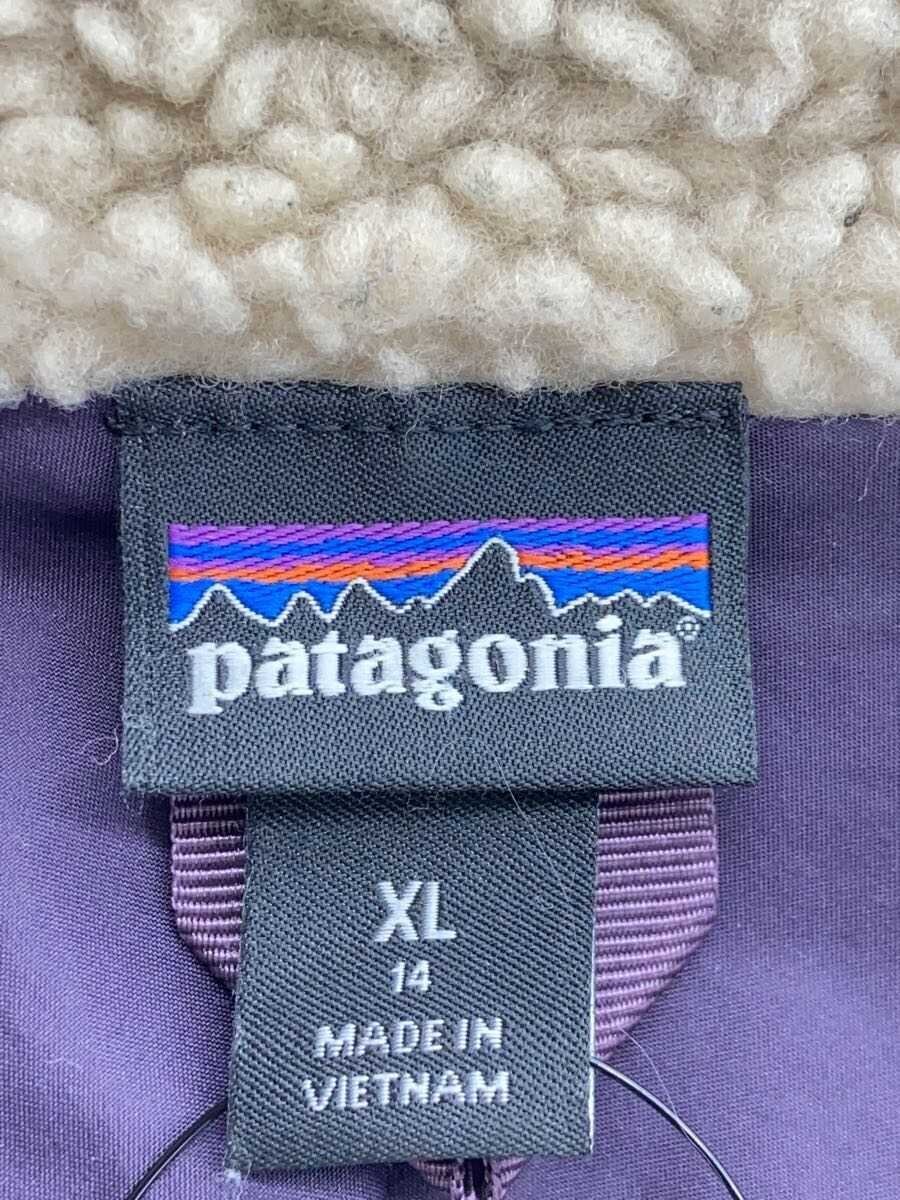 patagonia®
XL
14
MADE IN
VIETNAM